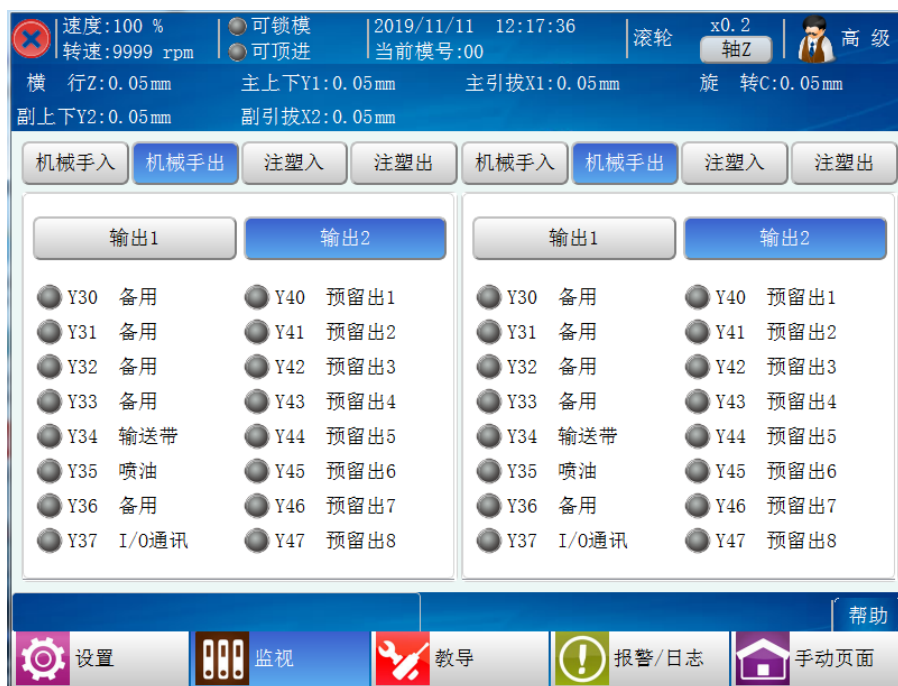 速度:100 % 可锁模 2019/11/11 12:17:36 滚轮 x0.2 高 级
转速:9999 rpm 可顶进 当前模号:00 轴Z
横 行Z:0.05mm 主上下Y1:0.05mm 主引拔X1:0.05mm 旋 转C:0.05mm
副上下Y2:0.05mm 副引拔X2:0.05mm
机械手入 机械手出 注塑入 注塑出 机械手入 机械手出 注塑入 注塑出
输出1 输出2 输出1 输出2
Y30 备用 Y40 预留出1 Y30 备用 Y40 预留出1
Y31 备用 Y41 预留出2 Y31 备用 Y41 预留出2
Y32 备用 Y42 预留出3 Y32 备用 Y42 预留出3
Y33 备用 Y43 预留出4 Y33 备用 Y43 预留出4
Y34 输送带 Y44 预留出5 Y34 输送带 Y44 预留出5
Y35 喷油 Y45 预留出6 Y35 喷油 Y45 预留出6
Y36 备用 Y46 预留出7 Y36 备用 Y46 预留出7
Y37 I/O通讯 Y47 预留出8 Y37 I/O通讯 Y47 预留出8
帮助
设置 监视 教导 报警/日志 手动页面